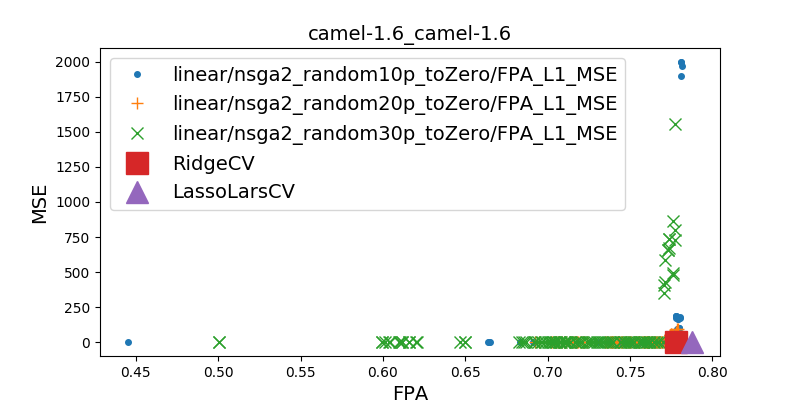 camel-1.6_camel-1.6
linear/nsga2_random10p_toZero/FPA_L1_MSE
linear/nsga2_random20p_toZero/FPA_L1_MSE
linear/nsga2_random30p_toZero/FPA_L1_MSE
RidgeCV
LassoLarsCV
MSE
2000
1750
1500
1250
1000
750
500
250
0
0.45 0.50 0.55 0.60 0.65 0.70 0.75 0.80
FPA